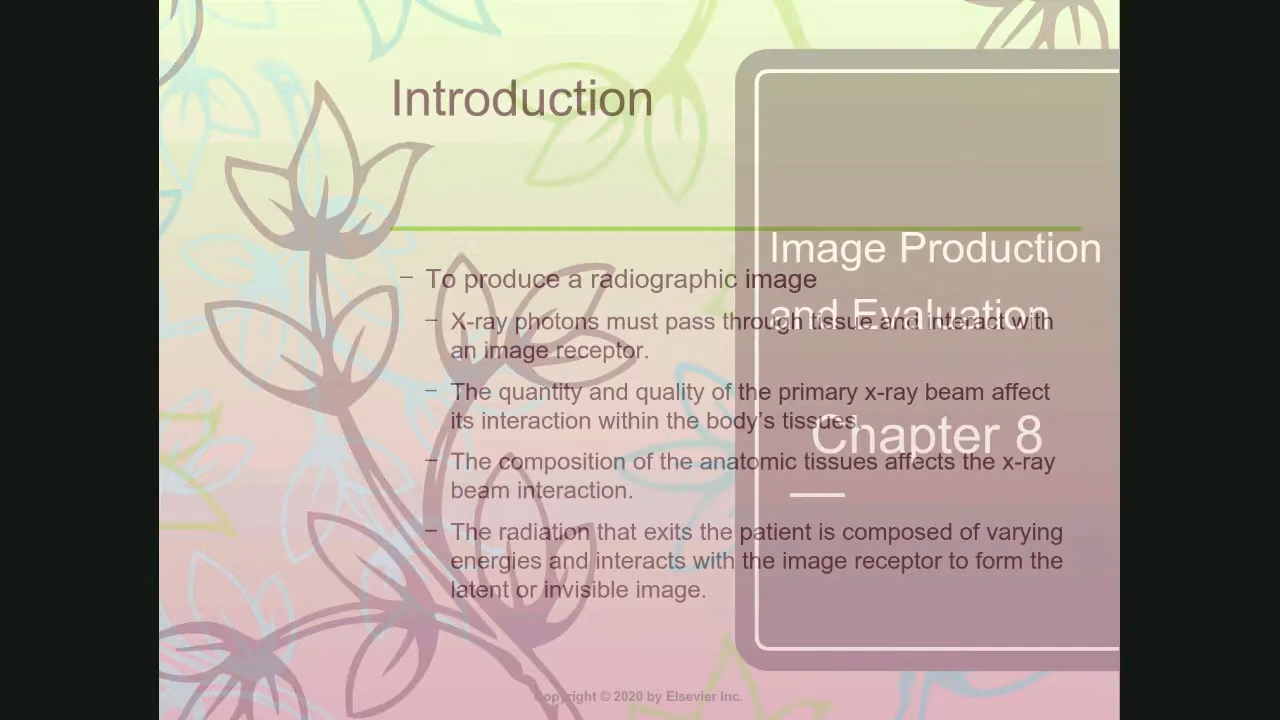 Introduction
Image Production
and Evaluation
Chapter 8
– To produce a radiographic image
– X-ray photons must pass through tissue and interact with
an image receptor.
– The quantity and quality of the primary x-ray beam affect
its interaction within the body's tissues.
– The composition of the anatomic tissues affects the x-ray
beam interaction.
– The radiation that exits the patient is composed of varying
energies and interacts with the image receptor to form the
latent or invisible image.
Copyright © 2020 by Elsevier Inc.